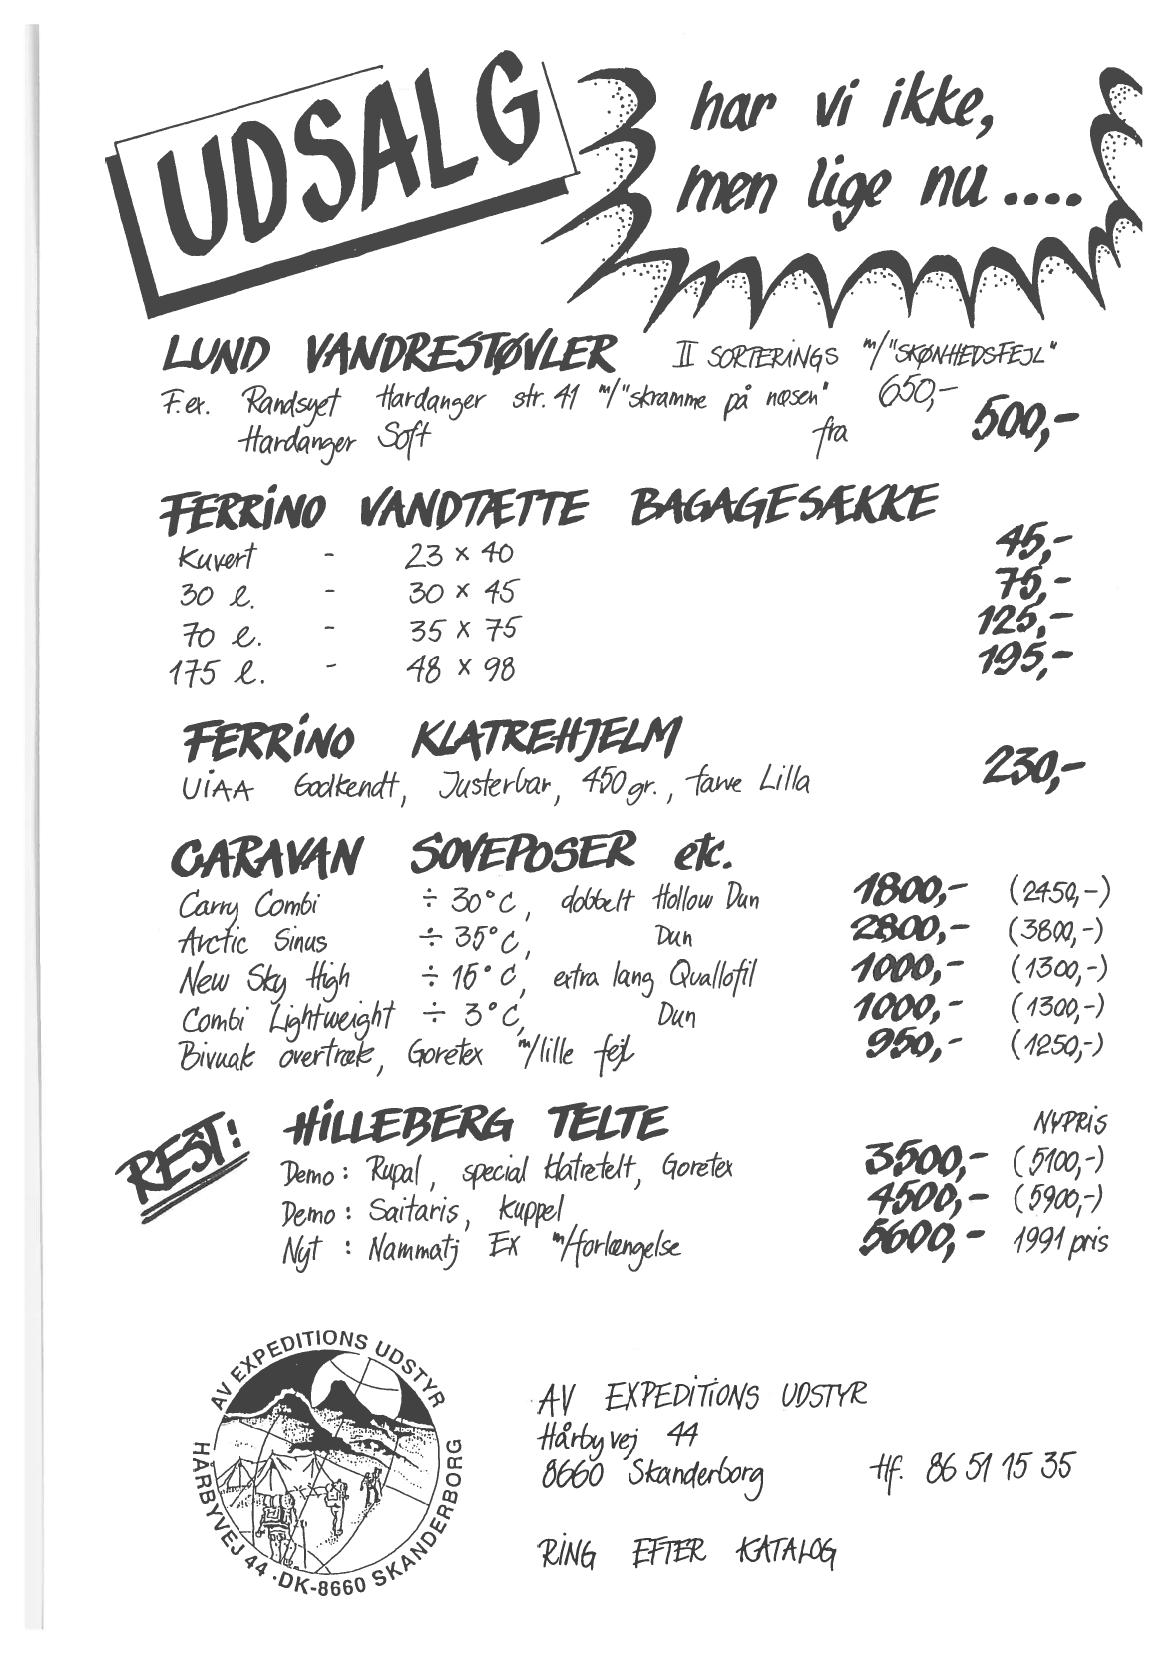 UDSALG
har vi ikke,
men lige nu ....
LUND VANDRESTØVLER II SORTERINGS m/"SKØNHEDSFEJL"
F.ex. Randsyet Hardanger str. 41 m/"skramme på næsen" 650,-
Hardanger Soft fra 500,-
FERRINO VANDTÆTTE BAGAGESÆKKE
Kuvert - 23 x 40 45,-
30 l. - 30 x 45 75,-
70 l. - 35 x 75 125,-
175 l. - 48 x 98 195,-
FERRINO KLATREHJELM
UIAA Godkendt, Justerbar, 450 gr., farve Lilla 230,-
CARAVAN SOVEPOSER etc.
Carry Combi ÷ 30°C, dobbelt Hollow Dun 1800,- (2450,-)
Arctic Sinus ÷ 35°C, Dun 2800,- (3800,-)
New Sky High ÷ 15°C, extra lang Quallofil 1000,- (1300,-)
Combi Lightweight ÷ 3°C, Dun 1000,- (1300,-)
Bivuak overtræk, Goretex m/lille fejl 950,- (1250,-)
REST! HILLEBERG TELTE NYPRIS
Demo: Rupal, special klatretelt, Goretex 3500,- (5100,-)
Demo: Saitaris, kuppel 4500,- (5900,-)
Nyt : Nammatj EX m/forlængelse 5600,- 1991 pris
AV EXPEDITIONS UDSTYR
HÅRBYVEJ 44 · DK-8660 SKANDERBORG
AV EXPEDITIONS UDSTYR
Hårbyvej 44
8660 Skanderborg tlf. 86 51 15 35
RING EFTER KATALOG